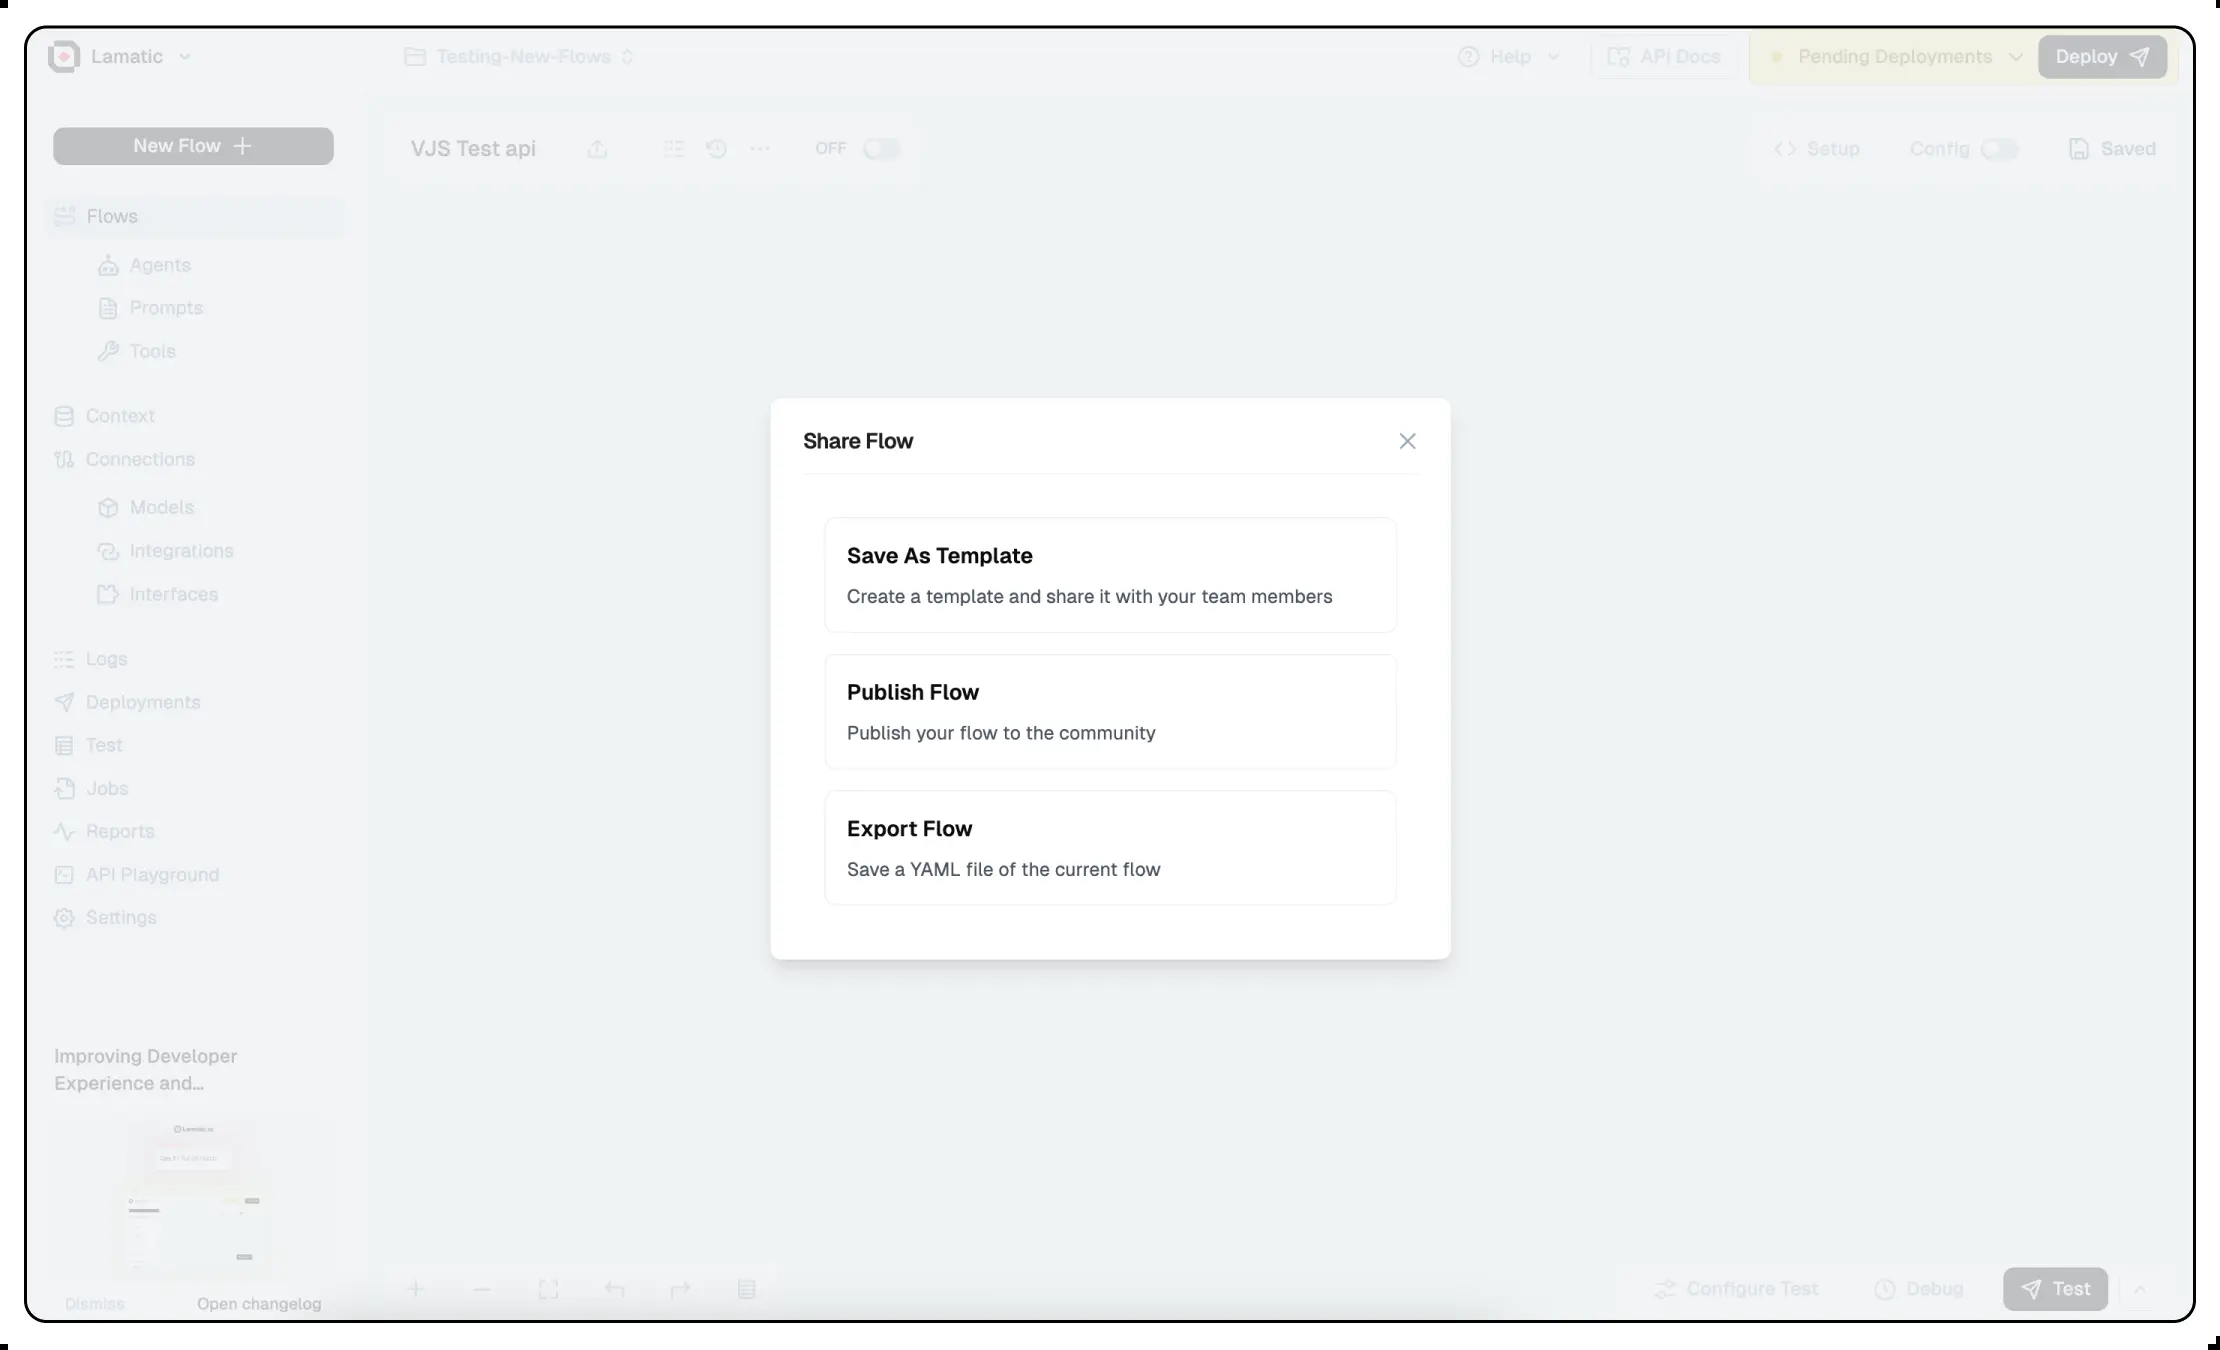 Lamatic
Testing-New-Flows
Help
API Docs
Pending Deployments
Deploy
New Flow
VJS Test api
OFF
Setup
Config
Saved
Flows
Agents
Prompts
Tools
Context
Connections
Models
Integrations
Interfaces
Logs
Deployments
Test
Jobs
Reports
API Playground
Settings
Share Flow
Save As Template
Create a template and share it with your team members
Publish Flow
Publish your flow to the community
Export Flow
Save a YAML file of the current flow
Improving Developer
Experience and...
Dismiss
Open changelog
Configure Test
Debug
Test